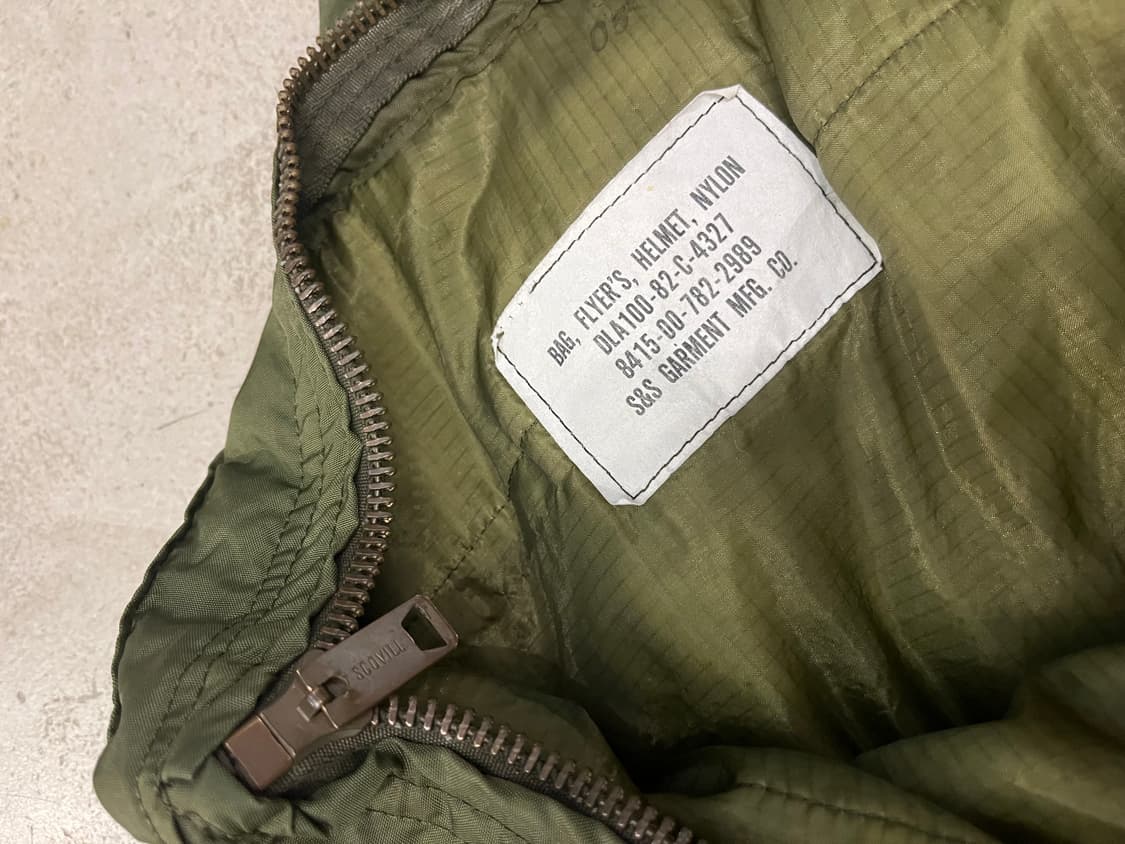 BAG, FLYER'S, HELMET, NYLON
DLA100-82-C-4327
8415-00-782-2989
S&S GARMENT MFG. CO.
SCOVILL